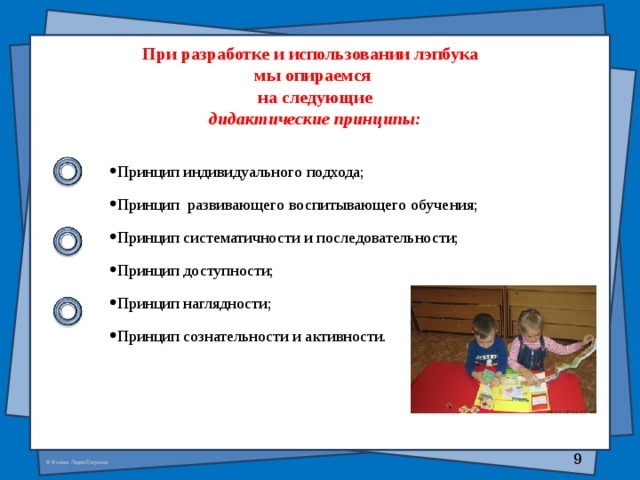 При разработке и использовании лэпбука
мы опираемся
на следующие
дидактические принципы:
•Принцип индивидуального подхода;
•Принцип развивающего воспитывающего обучения;
•Принцип систематичности и последовательности;
•Принцип доступности;
•Принцип наглядности;
•Принцип сознательности и активности.
9